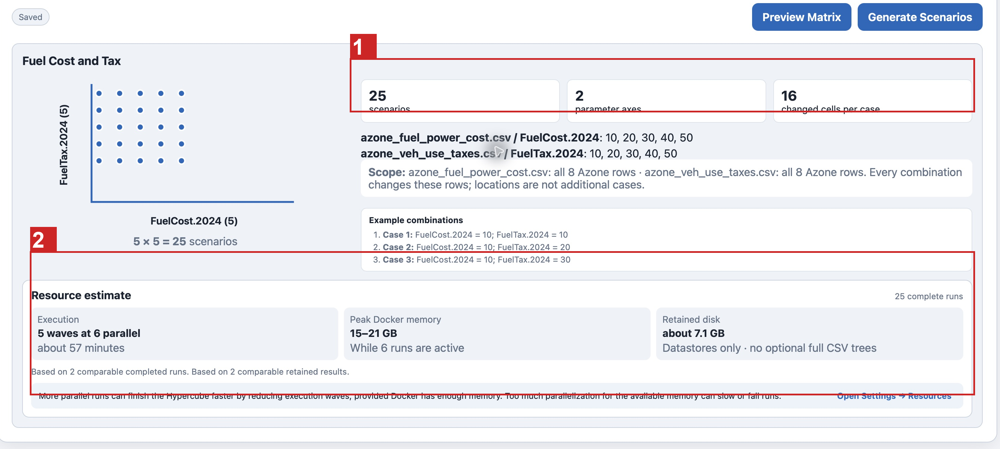 Saved
Preview Matrix
Generate Scenarios
1
Fuel Cost and Tax
FuelTax.2024 (5)
FuelCost.2024 (5)
5 × 5 = 25 scenarios
25
scenarios
2
parameter axes
16
changed cells per case
azone_fuel_power_cost.csv / FuelCost.2024: 10, 20, 30, 40, 50
azone_veh_use_taxes.csv / FuelTax.2024: 10, 20, 30, 40, 50
Scope: azone_fuel_power_cost.csv: all 8 Azone rows · azone_veh_use_taxes.csv: all 8 Azone rows. Every combination
changes these rows; locations are not additional cases.
Example combinations
1. Case 1: FuelCost.2024 = 10; FuelTax.2024 = 10
2. Case 2: FuelCost.2024 = 10; FuelTax.2024 = 20
3. Case 3: FuelCost.2024 = 10; FuelTax.2024 = 30
2
Resource estimate
25 complete runs
Execution
5 waves at 6 parallel
about 57 minutes
Peak Docker memory
15–21 GB
While 6 runs are active
Retained disk
about 7.1 GB
Datastores only · no optional full CSV trees
Based on 2 comparable completed runs. Based on 2 comparable retained results.
More parallel runs can finish the Hypercube faster by reducing execution waves, provided Docker has enough memory. Too much parallelization for the available memory can slow or fail runs.
Open Settings → Resources